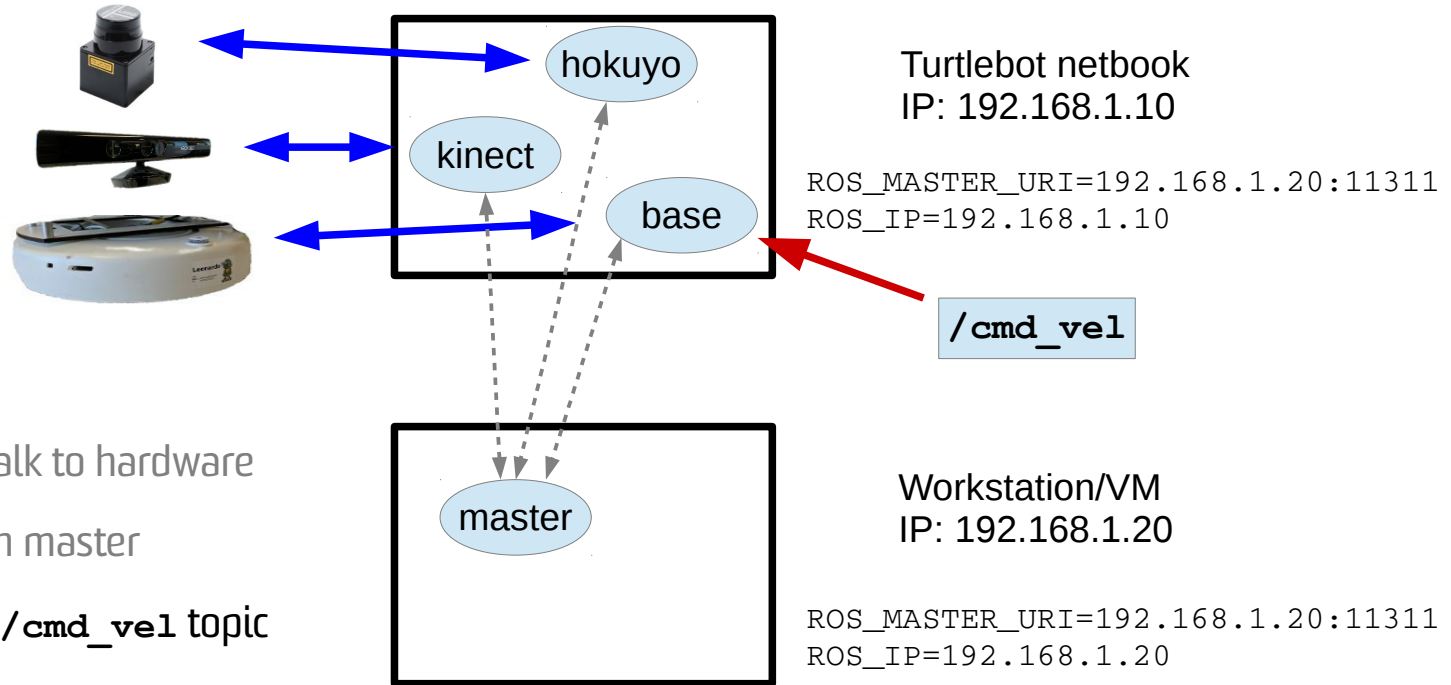 hokuyo
kinect
base
Turtlebot netbook
IP: 192.168.1.10
ROS_MASTER_URI=192.168.1.20:11311
ROS_IP=192.168.1.10
/cmd_vel
alk to hardware
master
master
/cmd_vel topic
Workstation/VM
IP: 192.168.1.20
ROS_MASTER_URI=192.168.1.20:11311
ROS_IP=192.168.1.20